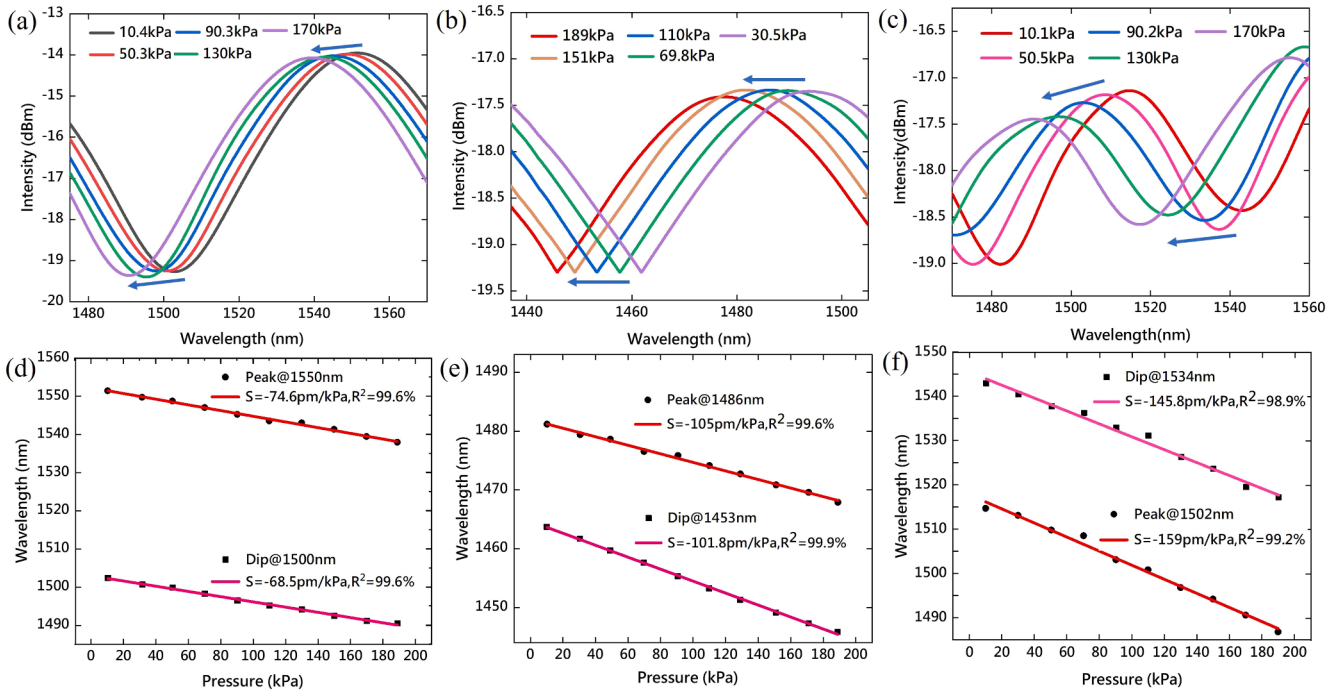 (a)
10.4kPa 90.3kPa 170kPa
50.3kPa 130kPa
-13
-14
-15
-16
-17
-18
-19
-20
Intensity (dBm)
1480 1500 1520 1540 1560
Wavelength (nm)
(b)
189kPa 110kPa 30.5kPa
151kPa 69.8kPa
-16.5
-17.0
-17.5
-18.0
-18.5
-19.0
-19.5
Intensity (dBm)
1440 1460 1480 1500
Wavelength (nm)
(c)
10.1kPa 90.2kPa 170kPa
50.5kPa 130kPa
-16.5
-17.0
-17.5
-18.0
-18.5
-19.0
Intensity(dBm)
1480 1500 1520 1540 1560
Wavelength(nm)
(d)
Peak@1550nm
S=-74.6pm/kPa,R²=99.6%
Dip@1500nm
S=-68.5pm/kPa,R²=99.6%
1560
1550
1540
1530
1520
1510
1500
1490
Wavelength (nm)
0 20 40 60 80 100 120 140 160 180 200
Pressure (kPa)
(e)
Peak@1486nm
S=-105pm/kPa,R²=99.6%
Dip@1453nm
S=-101.8pm/kPa,R²=99.9%
1490
1480
1470
1460
1450
Wavelength (nm)
0 20 40 60 80 100 120 140 160 180 200
Pressure (kPa)
(f)
Dip@1534nm
S=-145.8pm/kPa,R²=98.9%
Peak@1502nm
S=-159pm/kPa,R²=99.2%
1550
1540
1530
1520
1510
1500
1490
Wavelength (nm)
0 20 40 60 80 100 120 140 160 180 200
Pressure (kPa)